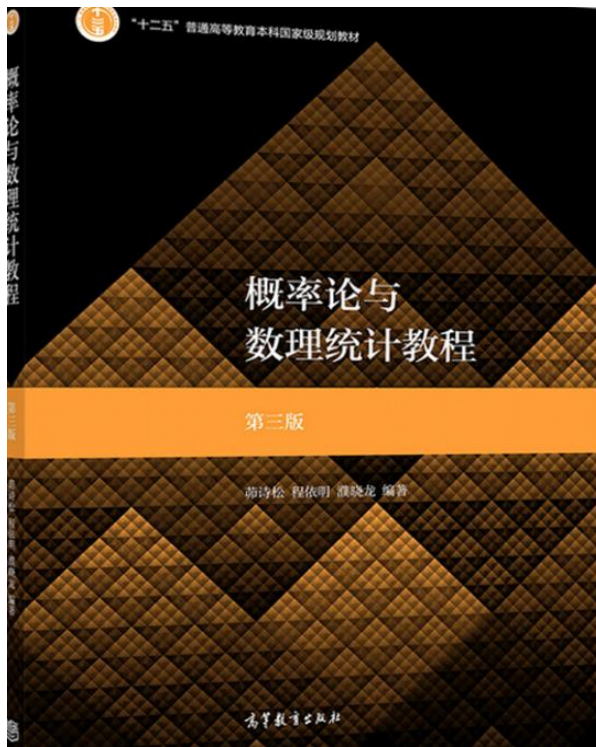 “十二五”普通高等教育本科国家级规划教材
概率论与数理统计教程
概率论与
数理统计教程
第三版
第三版
茆诗松 程依明 濮晓龙 编著
高等教育出版社